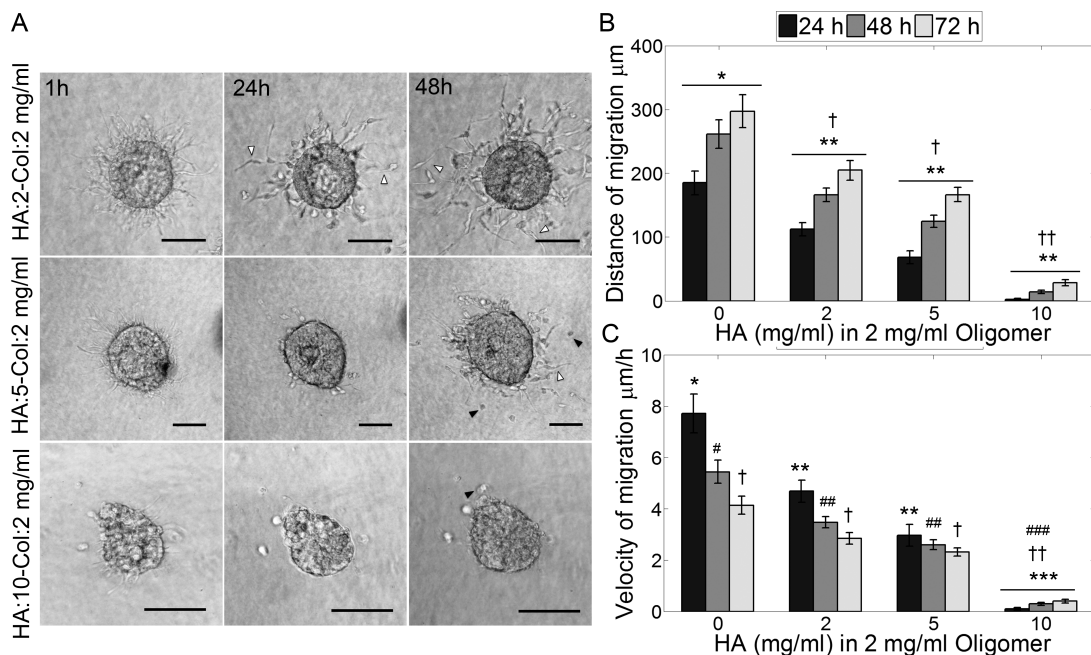 A
1h
24h
48h
HA:2-Col:2 mg/ml
HA:5-Col:2 mg/ml
HA:10-Col:2 mg/ml
B
24 h 48 h 72 h
Distance of migration μm
400
300
200
100
0
*
†
**
†
**
††
**
0 2 5 10
HA (mg/ml) in 2 mg/ml Oligomer
C
Velocity of migration μm/h
10
8
6
4
2
0
*
#
†
**
##
†
**
##
†
###
††
***
0 2 5 10
HA (mg/ml) in 2 mg/ml Oligomer